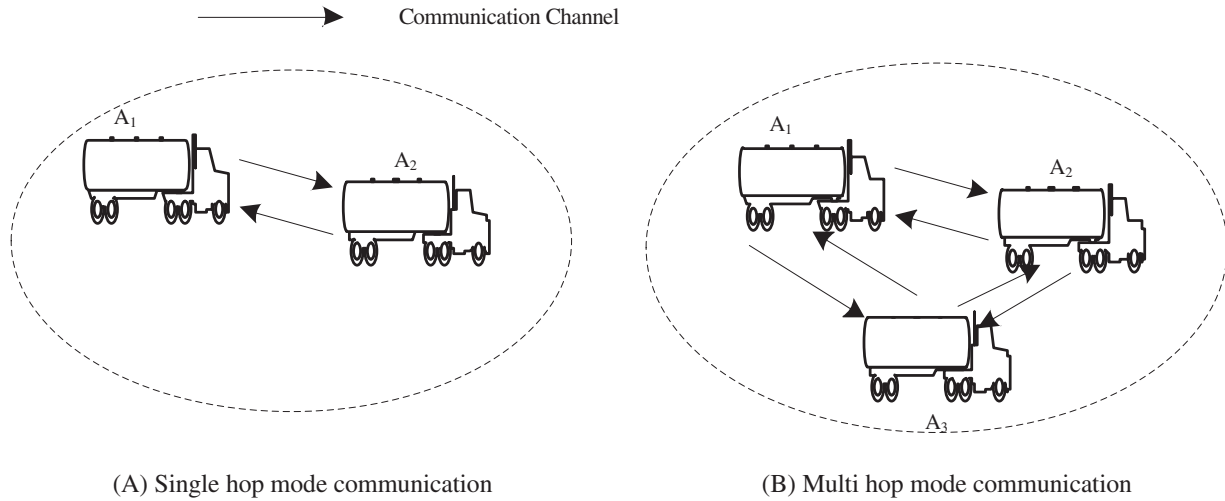 Communication Channel
A₁
A₂
A₁
A₂
A₃
(A) Single hop mode communication
(B) Multi hop mode communication